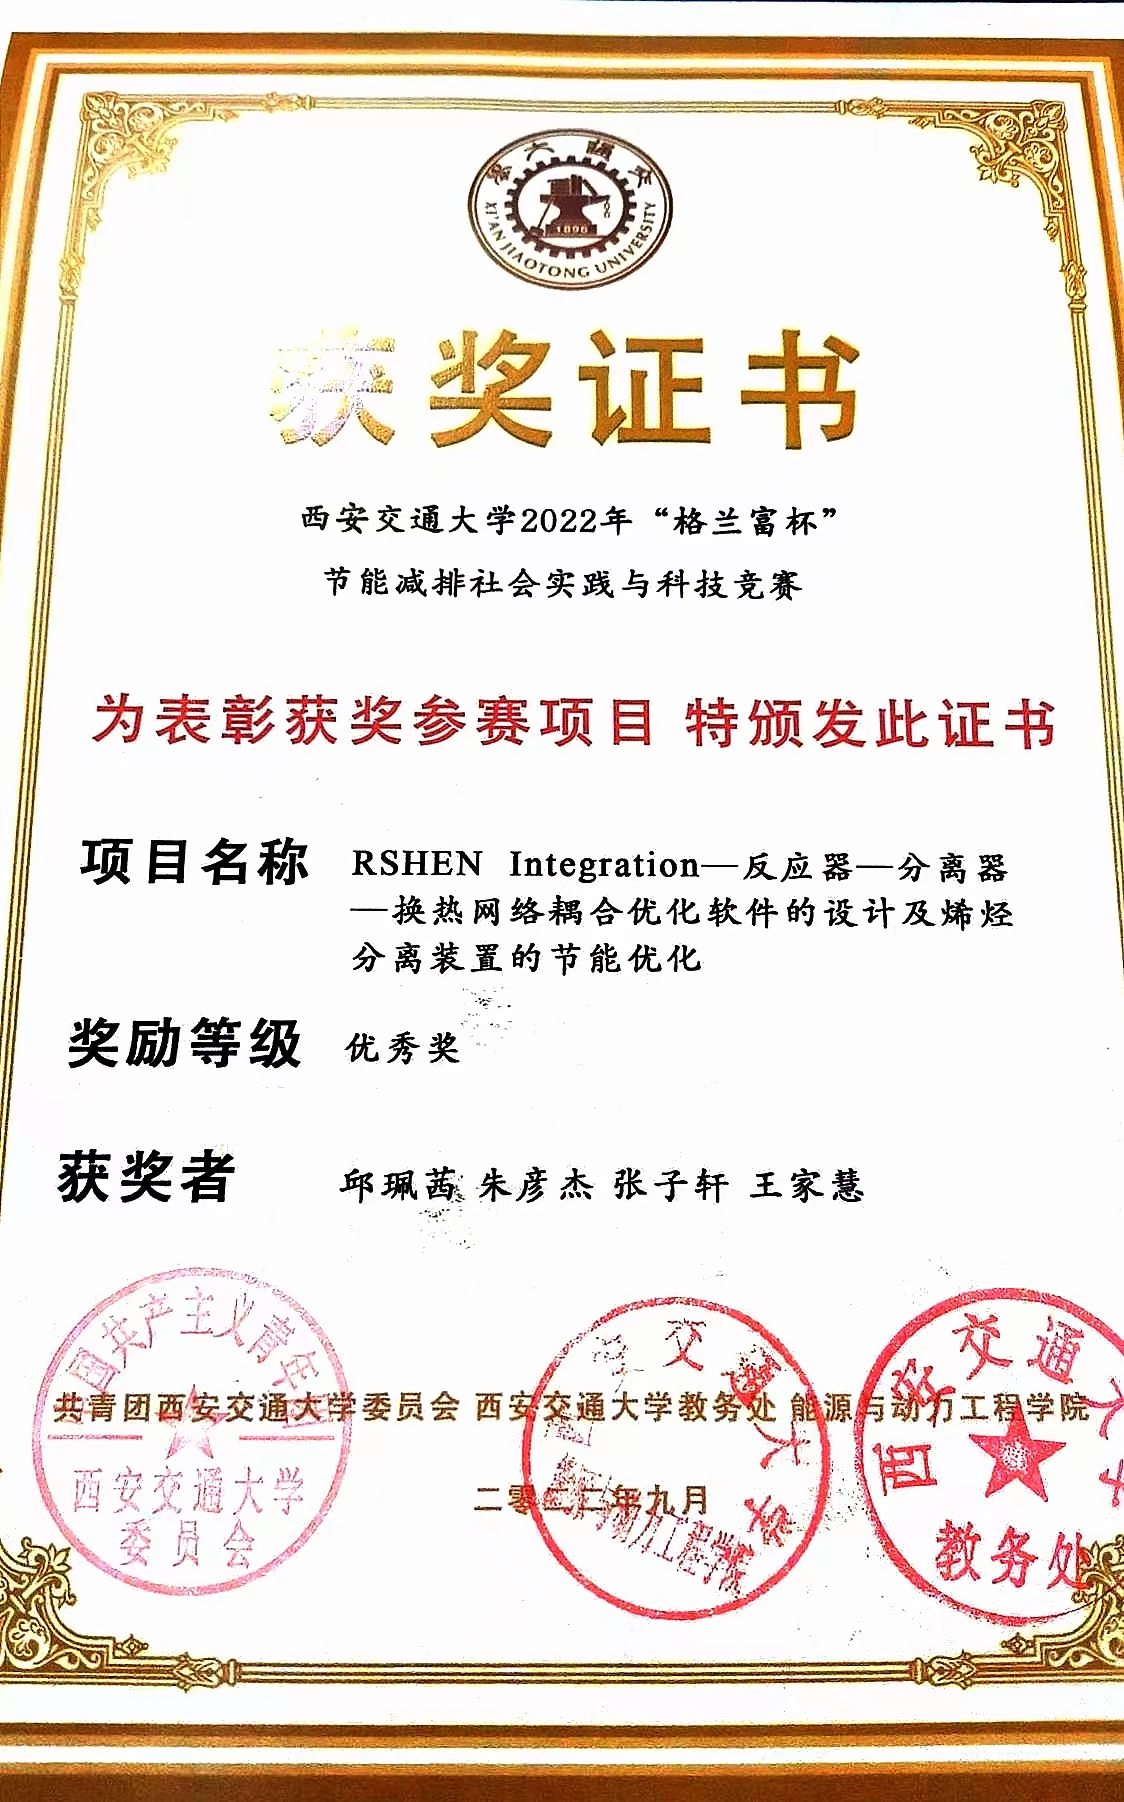 XI'AN JIAOTONG UNIVERSITY
1896
获奖证书
西安交通大学2022年“格兰富杯”
节能减排社会实践与科技竞赛
为表彰获奖参赛项目 特颁发此证书
项目名称 RSHEN Integration—反应器—分离器
—换热网络耦合优化软件的设计及烯烃
分离装置的节能优化
奖励等级 优秀奖
获奖者 邱珮茜 朱彦杰 张子轩 王家慧
共青团西安交通大学委员会 西安交通大学教务处 能源与动力工程学院
二零二二年九月
国共产主义青年团
西安交通大学
委员会
交通大学
能源与动力工程学院
西安交通大学
教务处